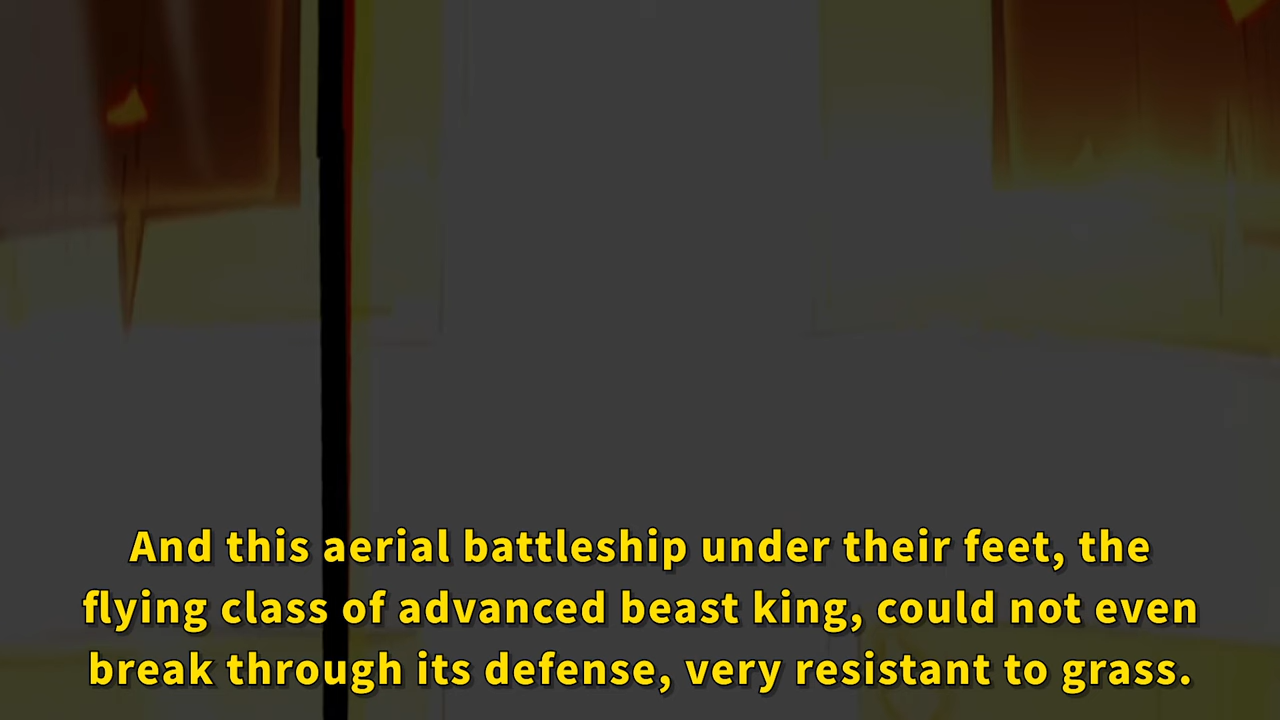 And this aerial battleship under their feet, the
flying class of advanced beast king, could not even
break through its defense, very resistant to grass.